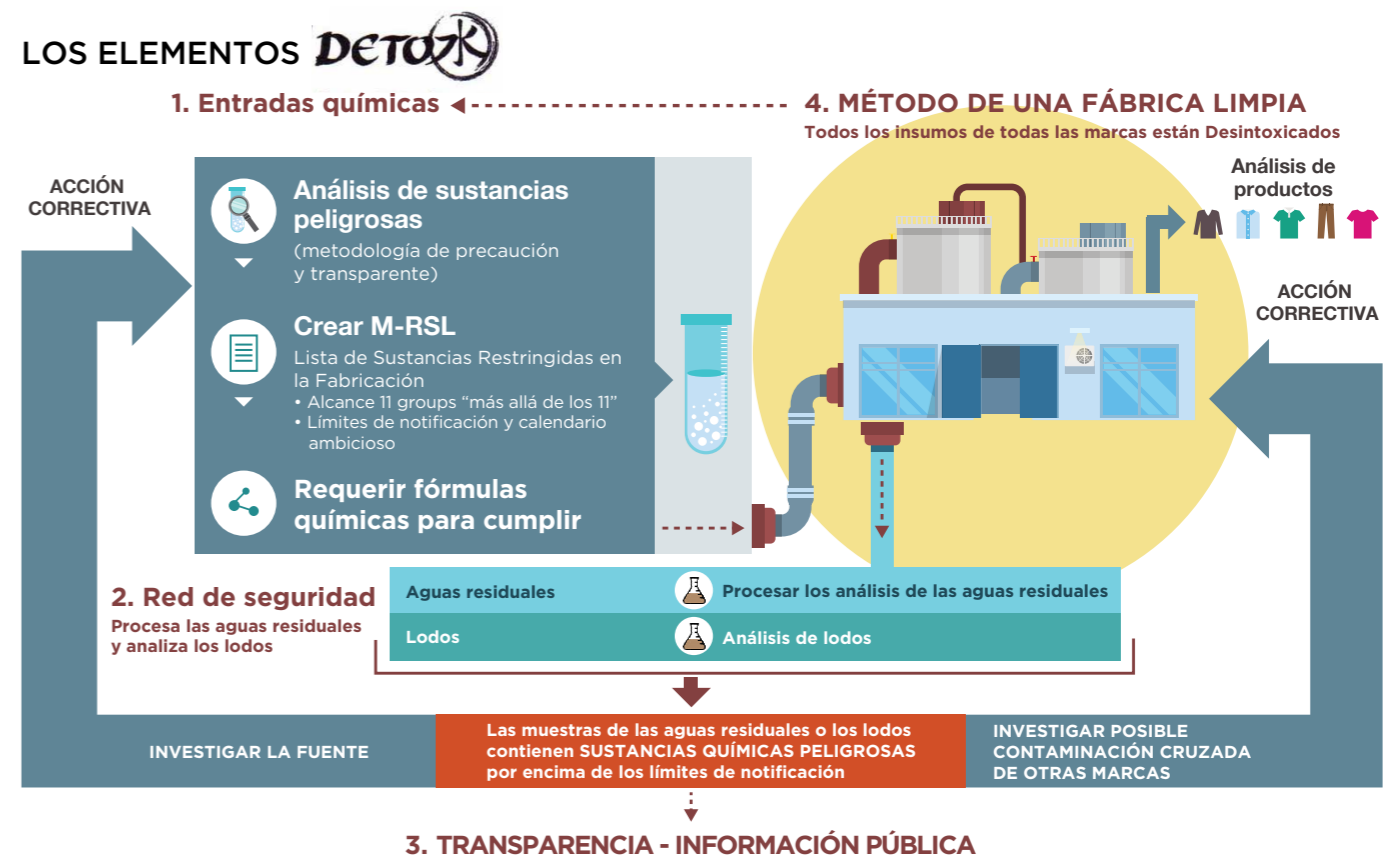 LOS ELEMENTOS DETOX水
1. Entradas químicas
4. MÉTODO DE UNA FÁBRICA LIMPIA
Todos los insumos de todas las marcas están Desintoxicados
ACCIÓN
CORRECTIVA
Análisis de sustancias
peligrosas
(metodología de precaución
y transparente)
Crear M-RSL
Lista de Sustancias Restringidas en
la Fabricación
• Alcance 11 groups “más allá de los 11”
• Límites de notificación y calendario
ambicioso
Requerir fórmulas
químicas para cumplir
Análisis de
productos
ACCIÓN
CORRECTIVA
2. Red de seguridad
Procesa las aguas residuales
y analiza los lodos
Aguas residuales
Procesar los análisis de las aguas residuales
Lodos
Análisis de lodos
INVESTIGAR LA FUENTE
Las muestras de las aguas residuales o los lodos
contienen SUSTANCIAS QUÍMICAS PELIGROSAS
por encima de los límites de notificación
INVESTIGAR POSIBLE
CONTAMINACIÓN CRUZADA
DE OTRAS MARCAS
3. TRANSPARENCIA - INFORMACIÓN PÚBLICA